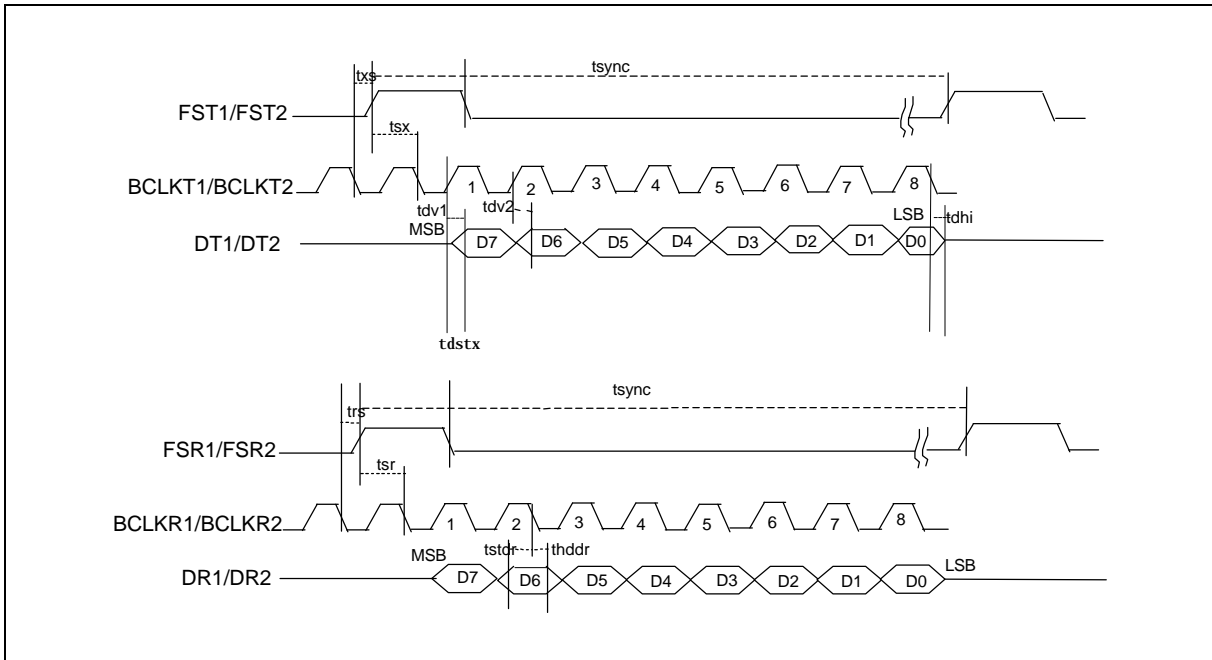 txs
tsync
FST1/FST2
tsx
BCLKT1/BCLKT2
1 2 3 4 5 6 7 8
tdv1
tdv2
MSB
LSB
tdhi
DT1/DT2
D7 D6 D5 D4 D3 D2 D1 D0
tdstx
tsync
trs
FSR1/FSR2
tsr
BCLKR1/BCLKR2
1 2 3 4 5 6 7 8
MSB
tstdr
thddr
LSB
DR1/DR2
D7 D6 D5 D4 D3 D2 D1 D0